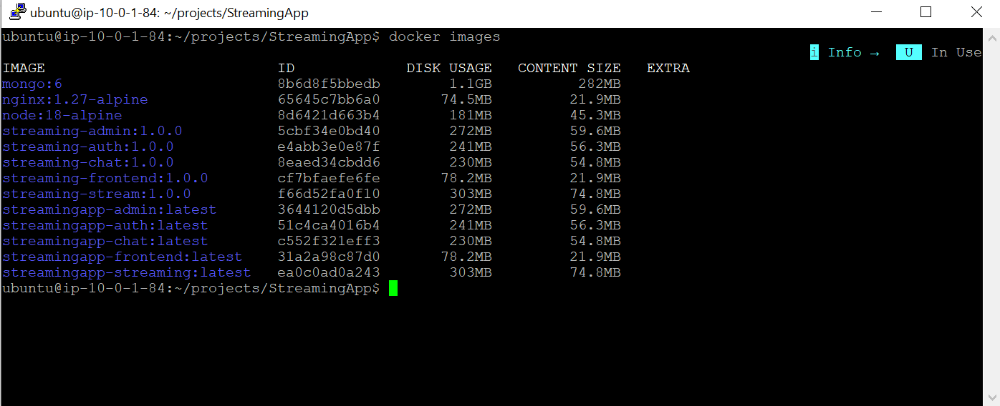 ubuntu@ip-10-0-1-84: ~/projects/StreamingApp
ubuntu@ip-10-0-1-84:~/projects/StreamingApp$ docker images
i Info → U In Use
IMAGE ID DISK USAGE CONTENT SIZE EXTRA
mongo:6 8b6d8f5bbedb 1.1GB 282MB
nginx:1.27-alpine 65645c7bb6a0 74.5MB 21.9MB
node:18-alpine 8d6421d663b4 181MB 45.3MB
streaming-admin:1.0.0 5cbf34e0bd40 272MB 59.6MB
streaming-auth:1.0.0 e4abb3e0e87f 241MB 56.3MB
streaming-chat:1.0.0 8eaed34cbdd6 230MB 54.8MB
streaming-frontend:1.0.0 cf7bfaefe6fe 78.2MB 21.9MB
streaming-stream:1.0.0 f66d52fa0f10 303MB 74.8MB
streamingapp-admin:latest 3644120d5dbb 272MB 59.6MB
streamingapp-auth:latest 51c4ca4016b4 241MB 56.3MB
streamingapp-chat:latest c552f321eff3 230MB 54.8MB
streamingapp-frontend:latest 31a2a98c87d0 78.2MB 21.9MB
streamingapp-streaming:latest ea0c0ad0a243 303MB 74.8MB
ubuntu@ip-10-0-1-84:~/projects/StreamingApp$